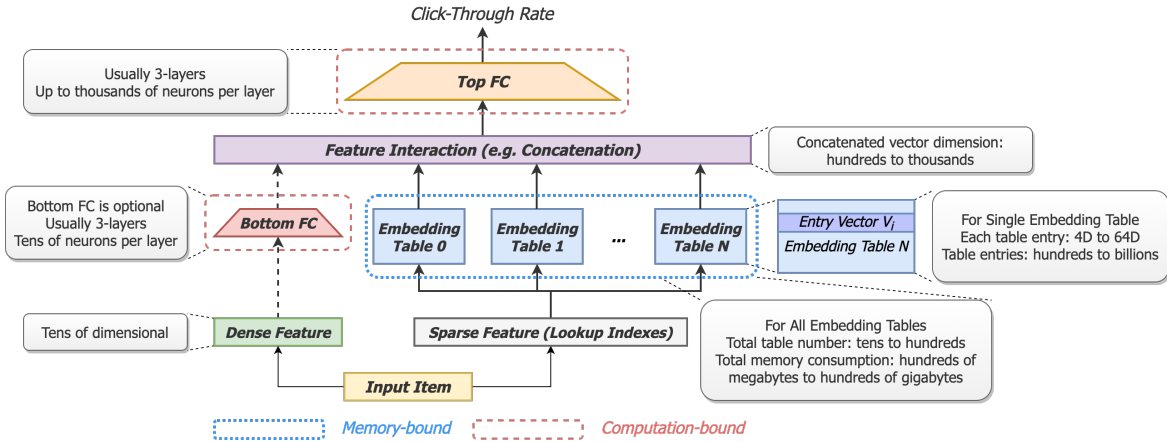 Click-Through Rate
Usually 3-layers
Up to thousands of neurons per layer
Top FC
Feature Interaction (e.g. Concatenation)
Concatenated vector dimension:
hundreds to thousands
Bottom FC is optional
Usually 3-layers
Tens of neurons per layer
Bottom FC
Embedding
Table 0
Embedding
Table 1
...
Embedding
Table N
Entry Vector Vi
Embedding Table N
For Single Embedding Table
Each table entry: 4D to 64D
Table entries: hundreds to billions
Tens of dimensional
Dense Feature
Sparse Feature (Lookup Indexes)
For All Embedding Tables
Total table number: tens to hundreds
Total memory consumption: hundreds of
megabytes to hundreds of gigabytes
Input Item
Memory-bound
Computation-bound